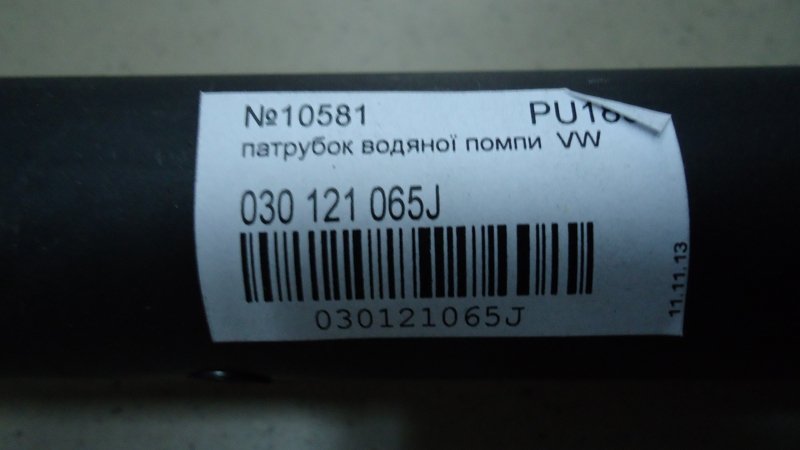 №10581
патрубок водяної помпи VW
030 121 065J
030121065J
11.11.13